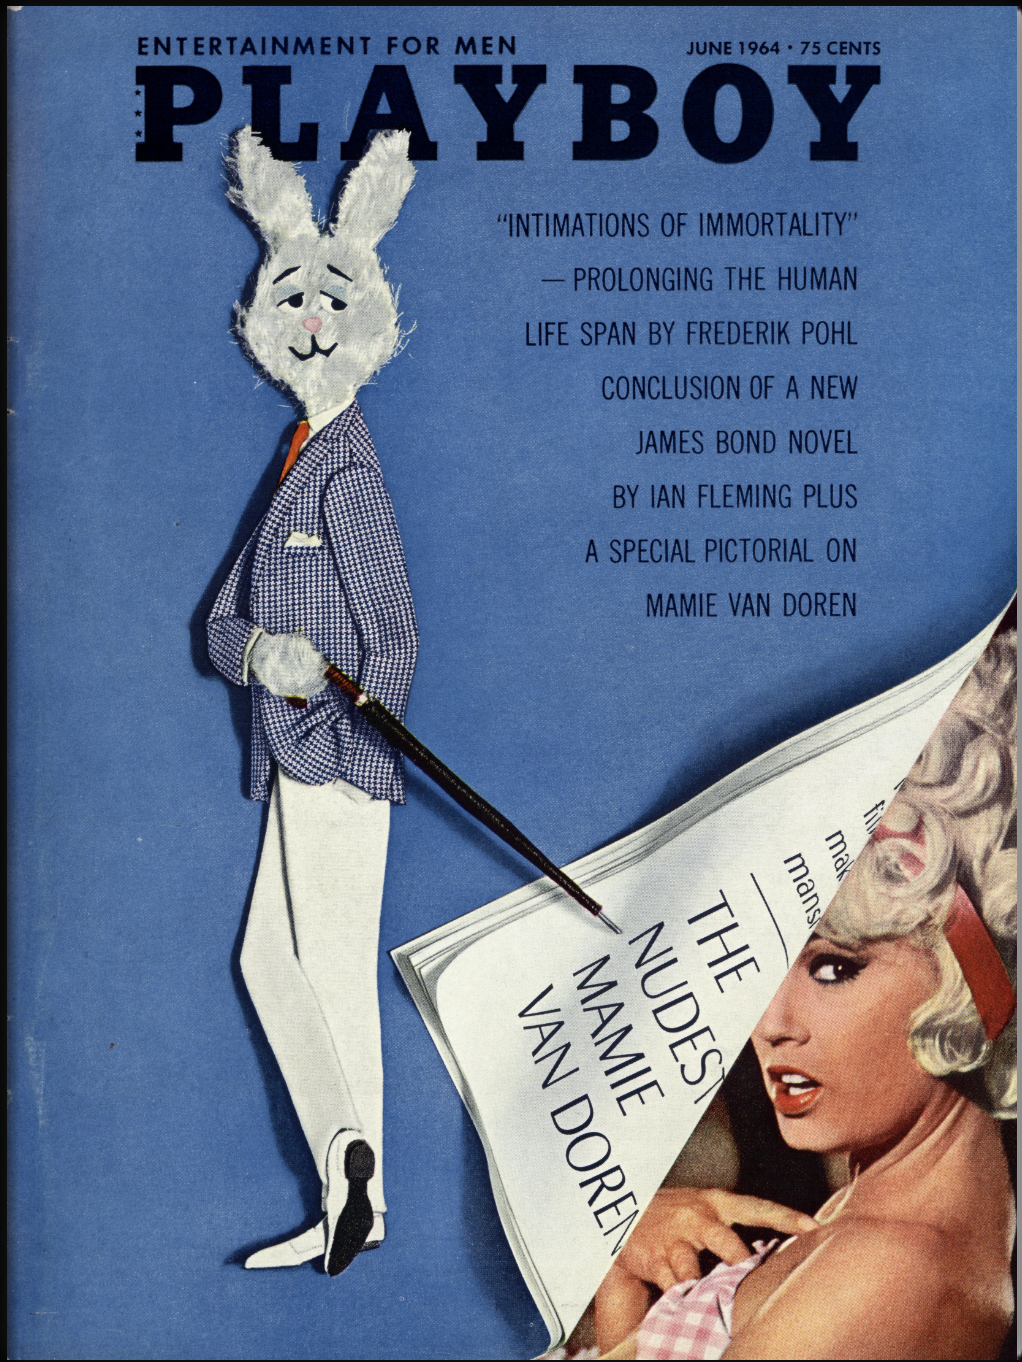 ENTERTAINMENT FOR MEN
JUNE 1964 • 75 CENTS
PLAYBOY
“INTIMATIONS OF IMMORTALITY”
— PROLONGING THE HUMAN
LIFE SPAN BY FREDERIK POHL
CONCLUSION OF A NEW
JAMES BOND NOVEL
BY IAN FLEMING PLUS
A SPECIAL PICTORIAL ON
MAMIE VAN DOREN
THE
NUDEST
MAMIE
VAN DOREN